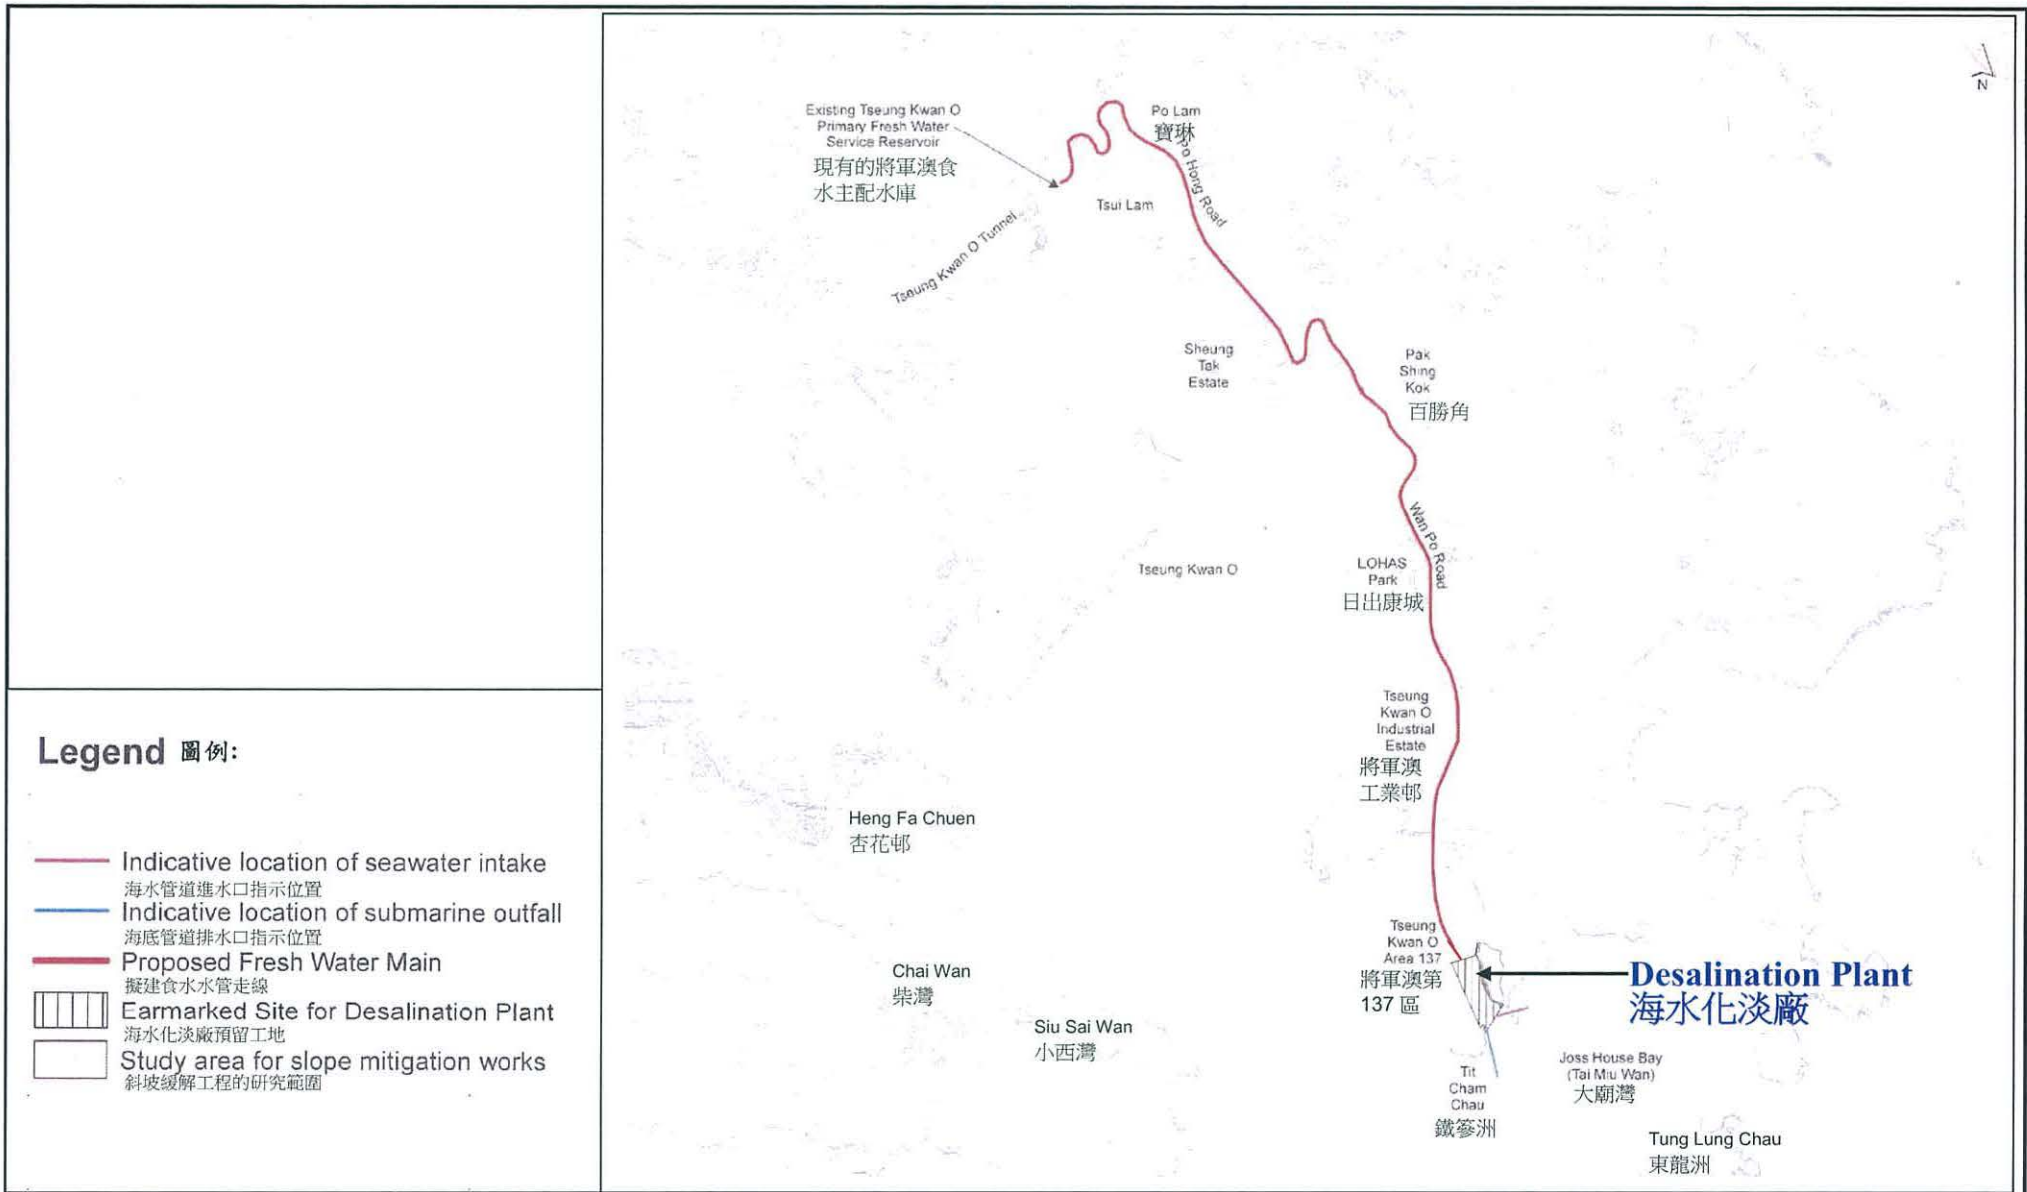 N
Existing Tseung Kwan O
Primary Fresh Water
Service Reservoir
現有的將軍澳食
水主配水庫
Po Lam
寶琳
Po Hong Road
Tsui Lam
Tseung Kwan O Tunnel
Sheung
Tak
Estate
Pak
Shing
Kok
百勝角
Wan Po Road
Tseung Kwan O
LOHAS
Park
日出康城
Tseung
Kwan O
Industrial
Estate
將軍澳
工業邨
Heng Fa Chuen
杏花邨
Chai Wan
柴灣
Siu Sai Wan
小西灣
Tseung
Kwan O
Area 137
將軍澳第
137 區
Desalination Plant
海水化淡廠
Tit
Cham
Chau
鐵篸洲
Joss House Bay
(Tai Miu Wan)
大廟灣
Tung Lung Chau
東龍洲
Legend 圖例:
Indicative location of seawater intake
海水管道進水口指示位置
Indicative location of submarine outfall
海底管道排水口指示位置
Proposed Fresh Water Main
擬建食水水管走線
Earmarked Site for Desalination Plant
海水化淡廠預留工地
Study area for slope mitigation works
斜坡緩解工程的研究範圍